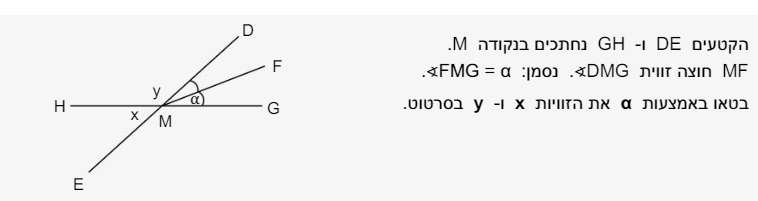 הקטעים DE ו- GH נחתכים בנקודה M.
MF חוצה זווית DMG∢. נסמן: FMG = α∢.
בטאו באמצעות α את הזוויות x ו- y בסרטוט.
D
F
y
α
H
G
x
M
E